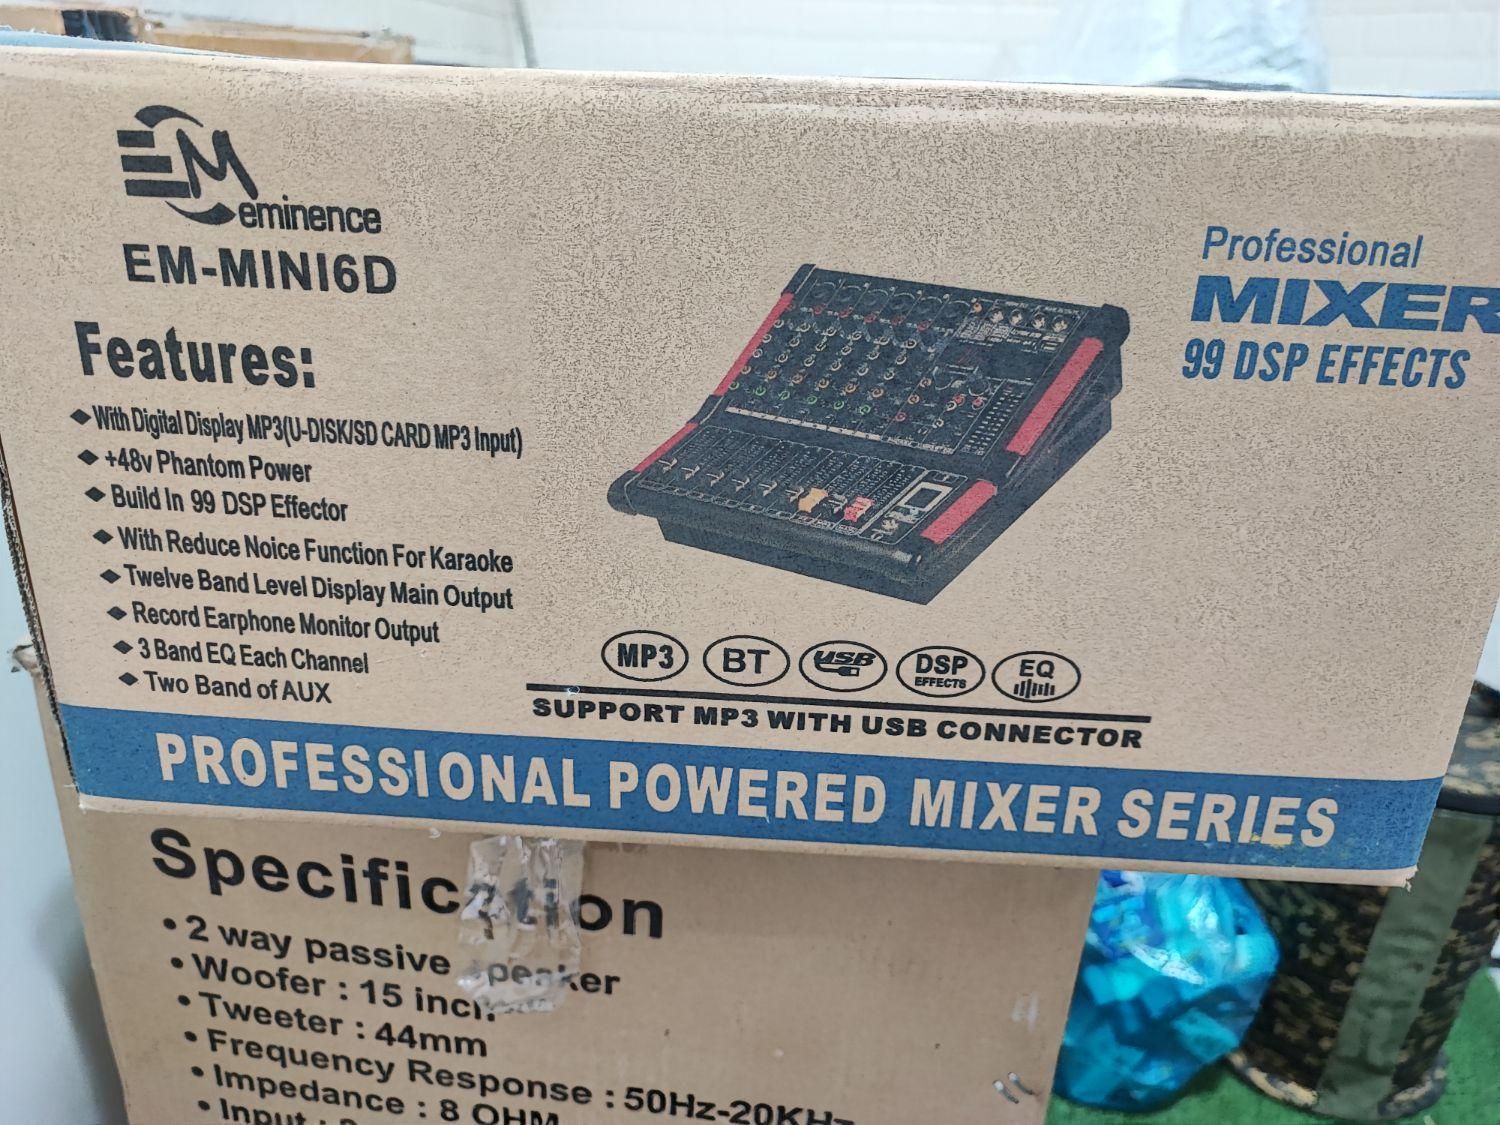 EM
eminence
EM-MINI6D
Features:
With Digital Display MP3(U-DISK/SD CARD MP3 Input)
+48v Phantom Power
Build In 99 DSP Effector
With Reduce Noice Function For Karaoke
Twelve Band Level Display Main Output
Record Earphone Monitor Output
3 Band EQ Each Channel
Two Band of AUX
Professional
MIXER
99 DSP EFFECTS
MP3
BT
USB
DSP
EFFECTS
EQ
SUPPORT MP3 WITH USB CONNECTOR
PROFESSIONAL POWERED MIXER SERIES
Specification
• 2 way passive speaker
• Woofer : 15 inch
• Tweeter : 44mm
• Frequency Response : 50Hz-20KHz
• Impedance : 8 OHM
• Input :